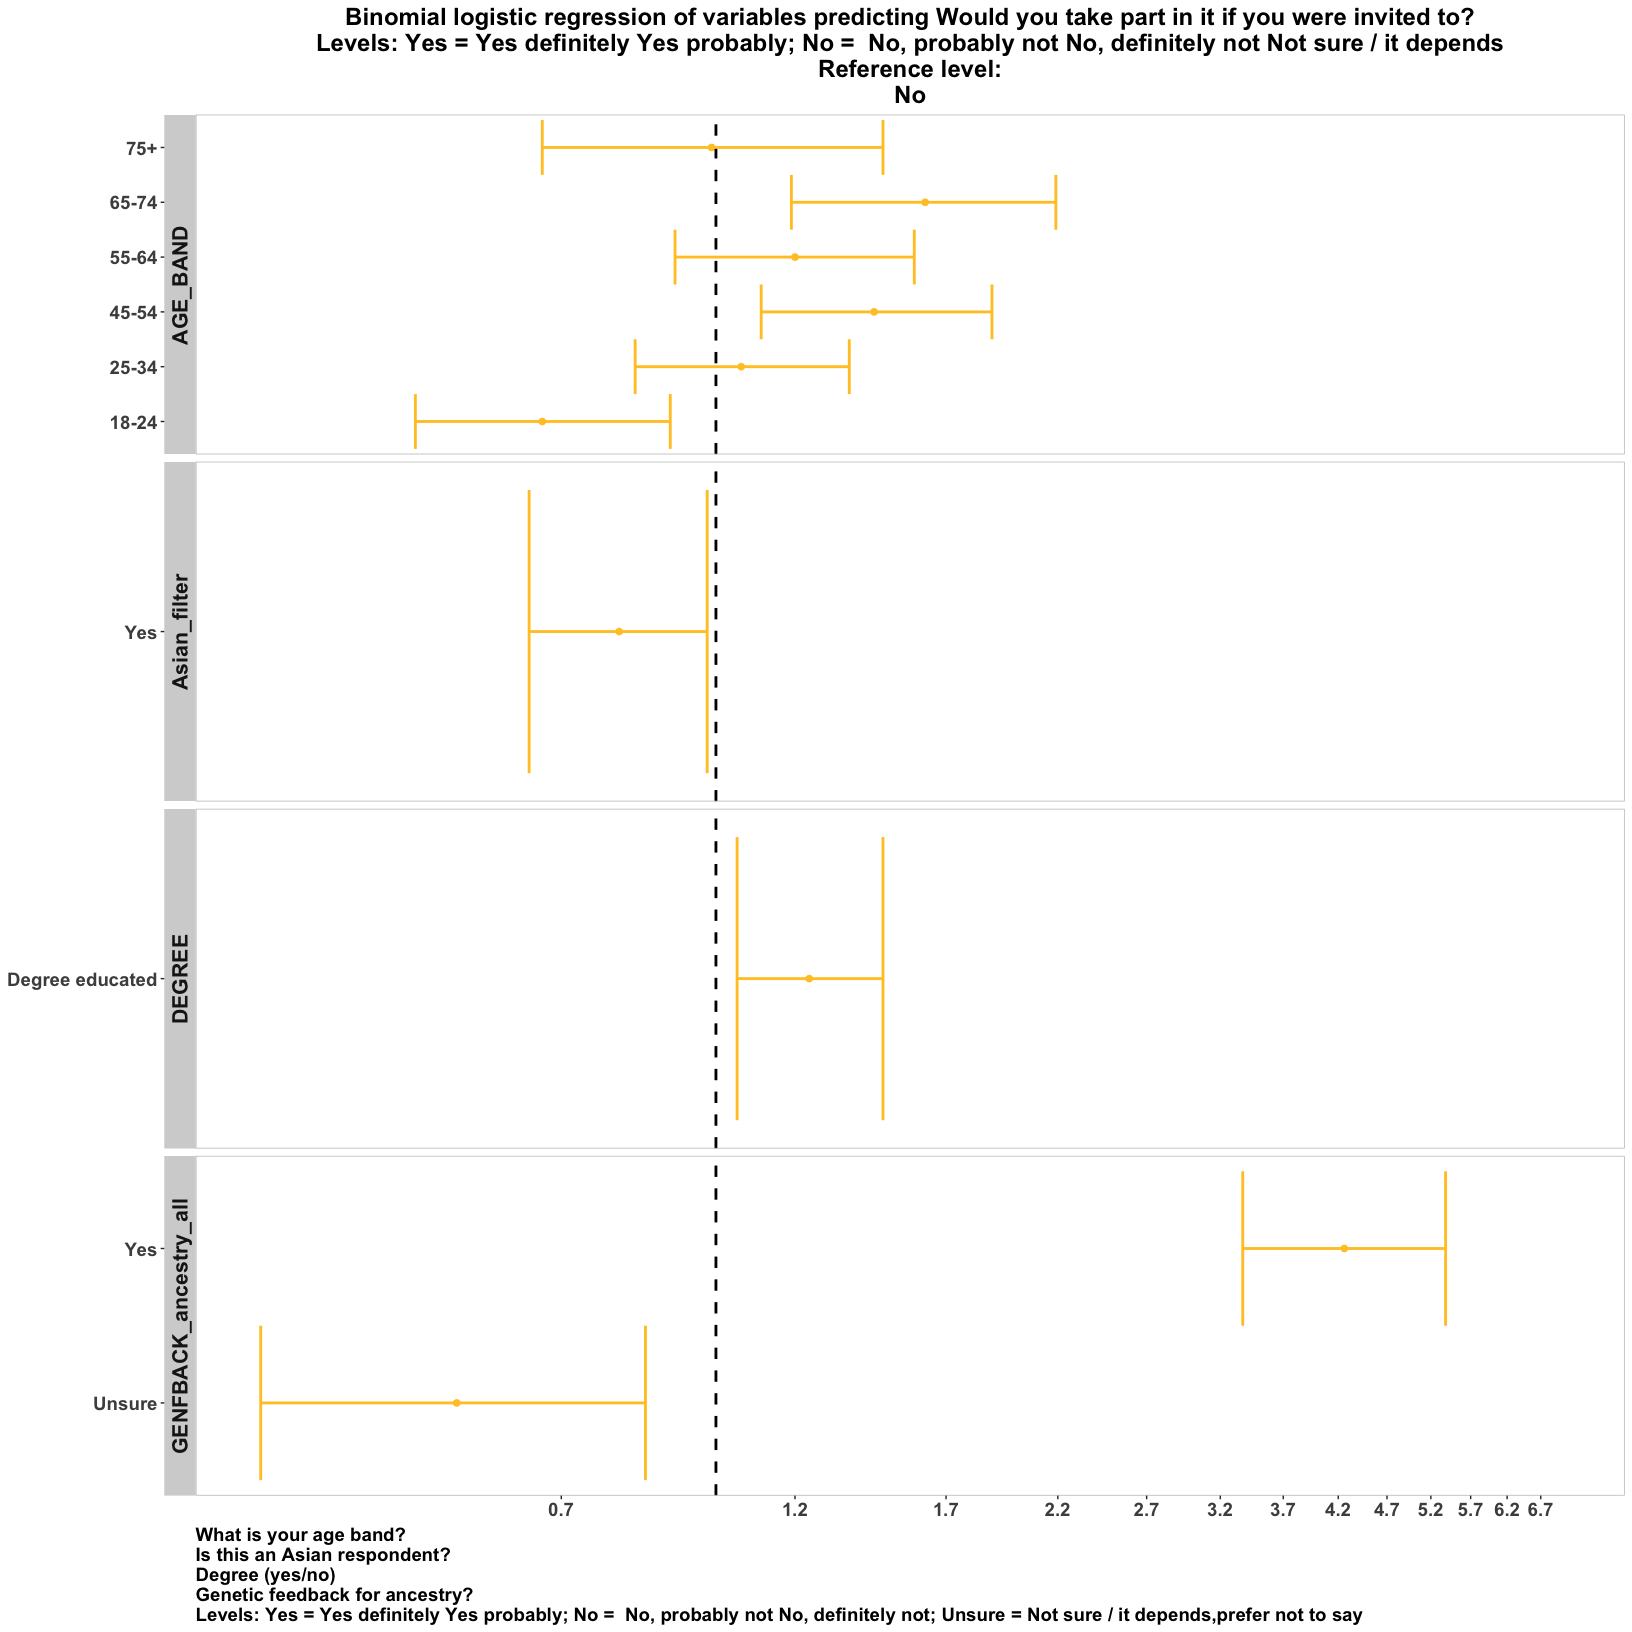 Binomial logistic regression of variables predicting Would you take part in it if you were invited to?
Levels: Yes = Yes definitely Yes probably; No =  No, probably not No, definitely not Not sure / it depends
Reference level:
No
AGE_BAND
75+
65-74
55-64
45-54
25-34
18-24
Asian_filter
Yes
DEGREE
Degree educated
GENFBACK_ancestry_all
Yes
Unsure
0.7 1.2 1.7 2.2 2.7 3.2 3.7 4.2 4.7 5.2 5.7 6.2 6.7
What is your age band?
Is this an Asian respondent?
Degree (yes/no)
Genetic feedback for ancestry?
Levels: Yes = Yes definitely Yes probably; No =  No, probably not No, definitely not; Unsure = Not sure / it depends,prefer not to say